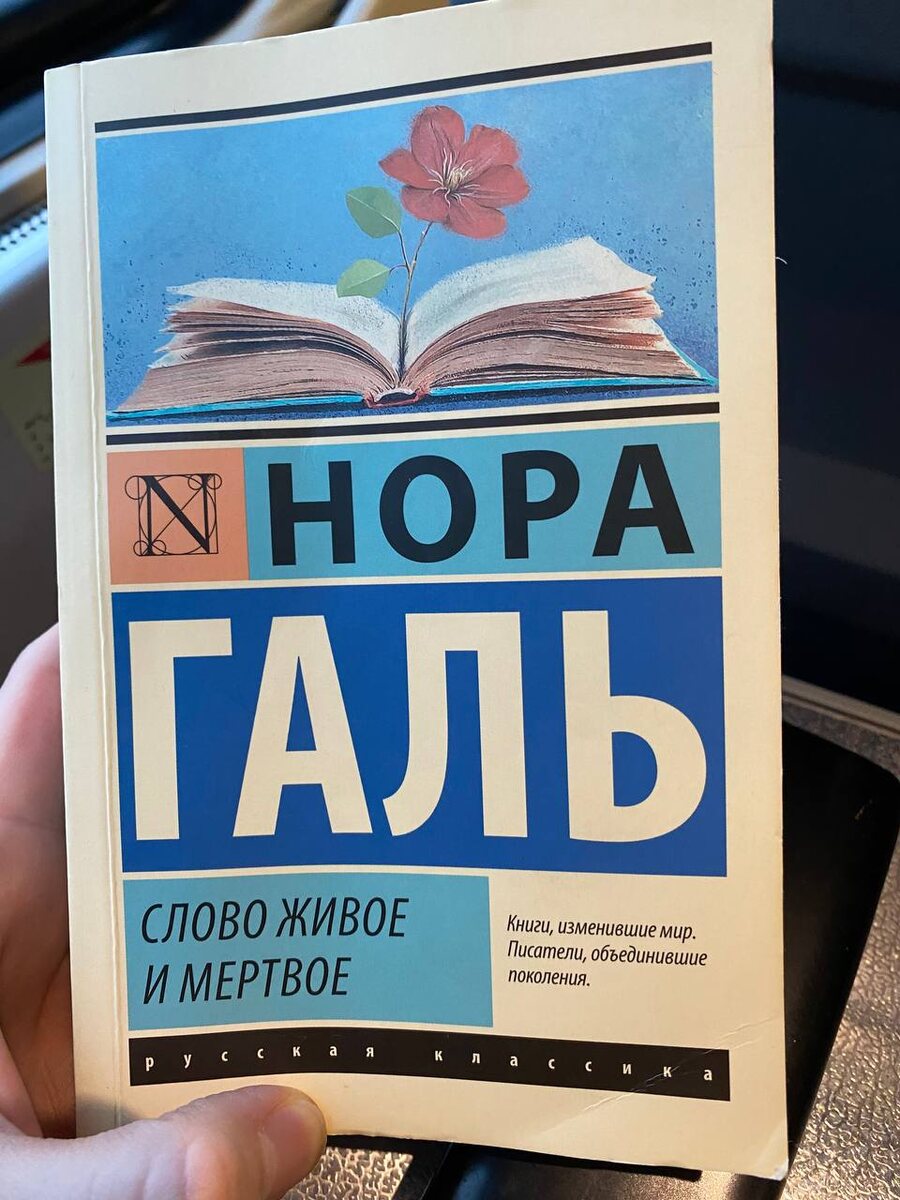 N
НОРА
ГАЛЬ
СЛОВО ЖИВОЕ
И МЕРТВОЕ
Книги, изменившие мир.
Писатели, объединившие
поколения.
русская классика